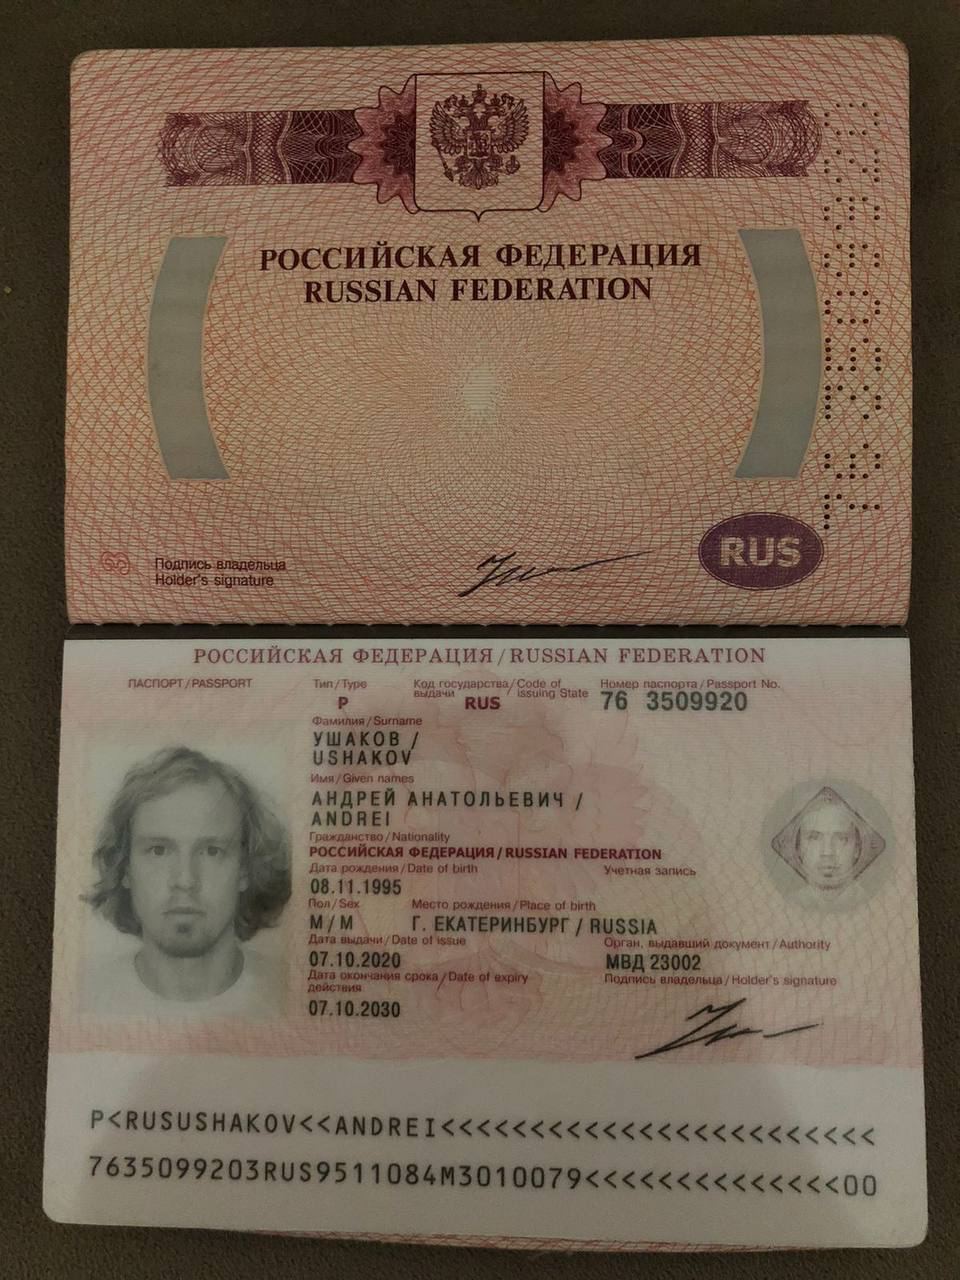 РОССИЙСКАЯ ФЕДЕРАЦИЯ
RUSSIAN FEDERATION
76 3509920
Подпись владельца
Holder's signature
RUS
РОССИЙСКАЯ ФЕДЕРАЦИЯ/RUSSIAN FEDERATION
ПАСПОРТ/PASSPORT
Тип/Type
P
Код государства/Code of
выдачи issuing State
RUS
Номер паспорта/Passport No.
76 3509920
Фамилия/Surname
УШАКОВ /
USHAKOV
Имя/Given names
АНДРЕЙ АНАТОЛЬЕВИЧ /
ANDREI
Гражданство/Nationality
РОССИЙСКАЯ ФЕДЕРАЦИЯ/RUSSIAN FEDERATION
Дата рождения/Date of birth
08.11.1995
Учетная запись
Пол/Sex
М/M
Место рождения/Place of birth
Г. ЕКАТЕРИНБУРГ / RUSSIA
Дата выдачи/Date of issue
07.10.2020
Орган, выдавший документ/Authority
МВД 23002
Дата окончания срока/Date of expiry
действия
07.10.2030
Подпись владельца/Holder's signature
P<RUSUSHAKOV<<ANDREI<<<<<<<<<<<<<<<<<<<<<<<<
7635099203RUS9511084M3010079<<<<<<<<<<<<<<00